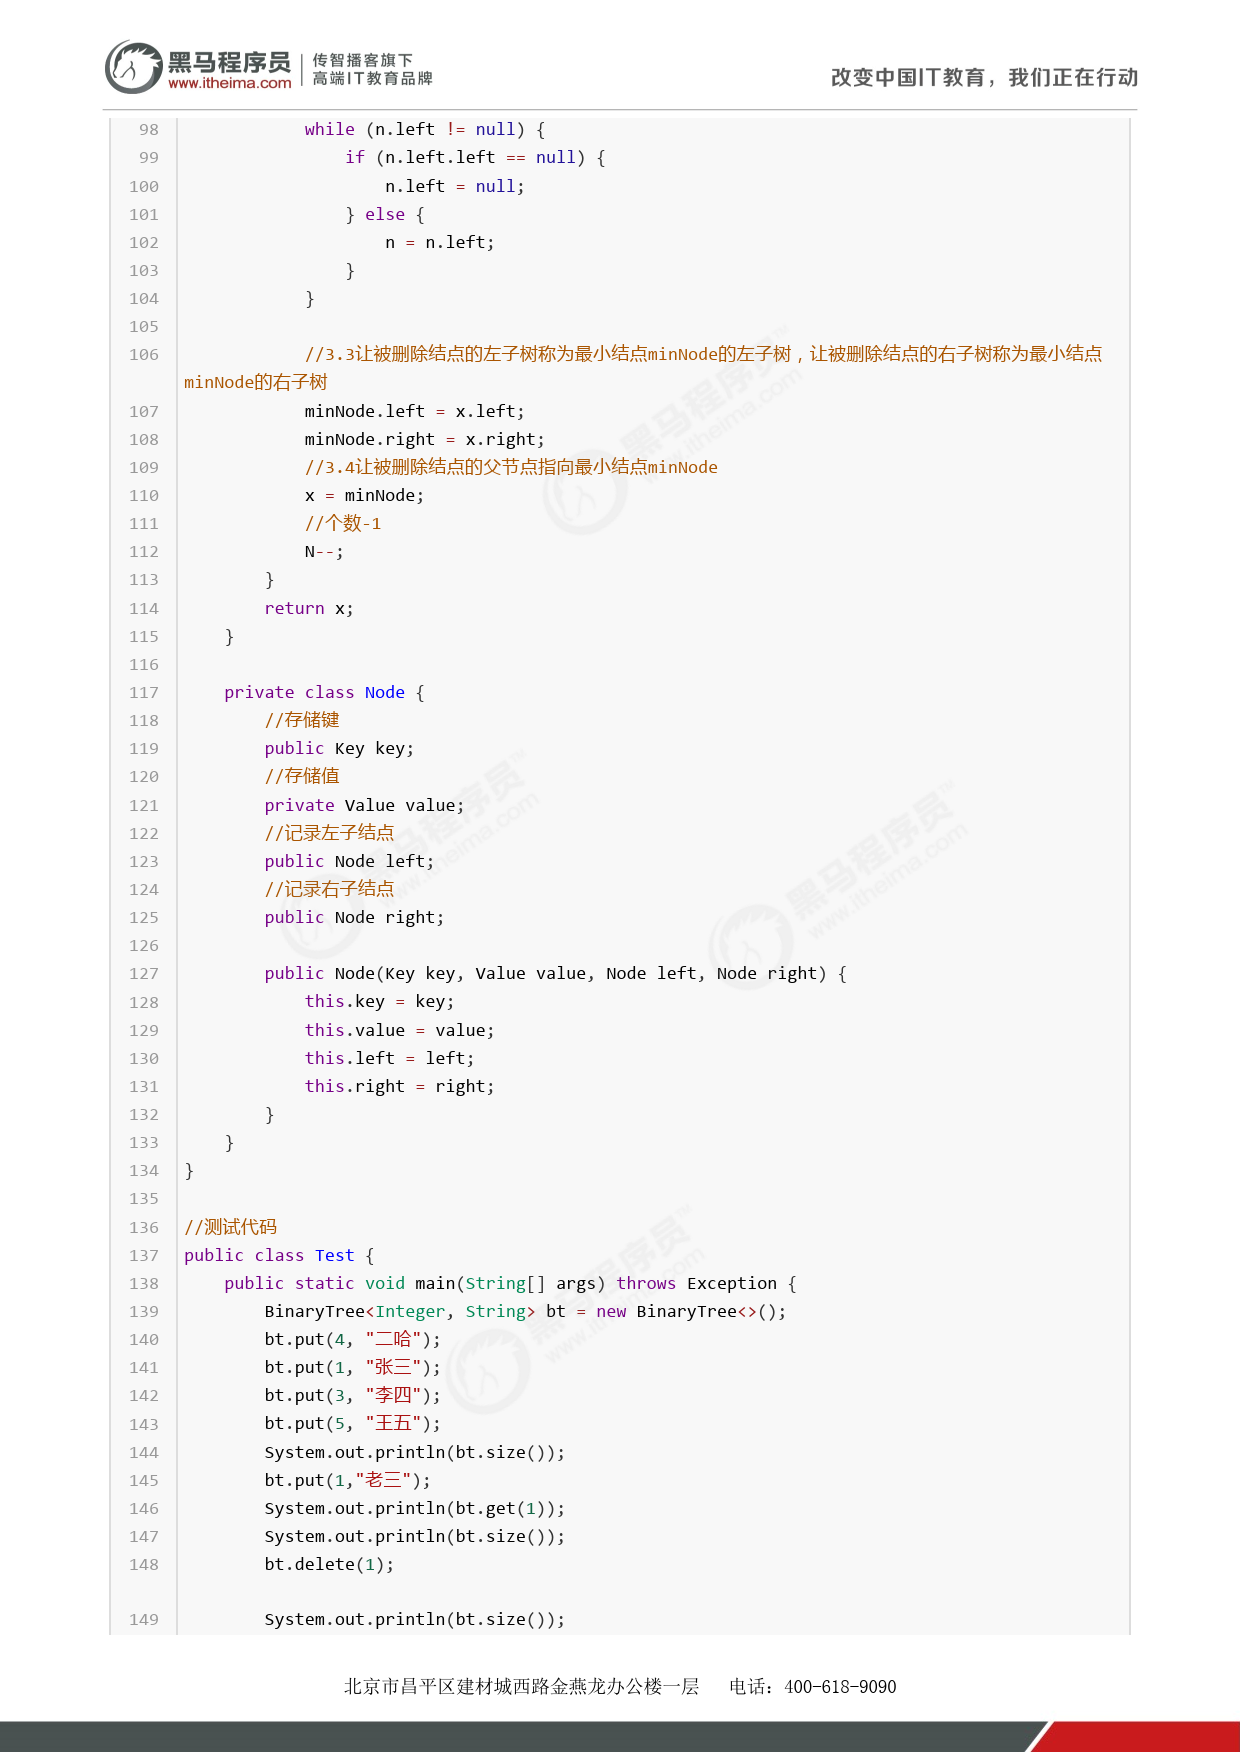 黑马程序员 传智播客旗下
www.itheima.com 高端IT教育品牌
改变中国IT教育，我们正在行动
98 while (n.left != null) {
99 if (n.left.left == null) {
100 n.left = null;
101 } else {
102 n = n.left;
103 }
104 }
105
106 //3.3让被删除结点的左子树称为最小结点minNode的左子树，让被删除结点的右子树称为最小结点
minNode的右子树
107 minNode.left = x.left;
108 minNode.right = x.right;
109 //3.4让被删除结点的父节点指向最小结点minNode
110 x = minNode;
111 //个数-1
112 N--;
113 }
114 return x;
115 }
116
117 private class Node {
118 //存储键
119 public Key key;
120 //存储值
121 private Value value;
122 //记录左子结点
123 public Node left;
124 //记录右子结点
125 public Node right;
126
127 public Node(Key key, Value value, Node left, Node right) {
128 this.key = key;
129 this.value = value;
130 this.left = left;
131 this.right = right;
132 }
133 }
134 }
135
136 //测试代码
137 public class Test {
138 public static void main(String[] args) throws Exception {
139 BinaryTree<Integer, String> bt = new BinaryTree<>();
140 bt.put(4, "二哈");
141 bt.put(1, "张三");
142 bt.put(3, "李四");
143 bt.put(5, "王五");
144 System.out.println(bt.size());
145 bt.put(1,"老三");
146 System.out.println(bt.get(1));
147 System.out.println(bt.size());
148 bt.delete(1);
149 System.out.println(bt.size());
北京市昌平区建材城西路金燕龙办公楼一层 电话：400-618-9090